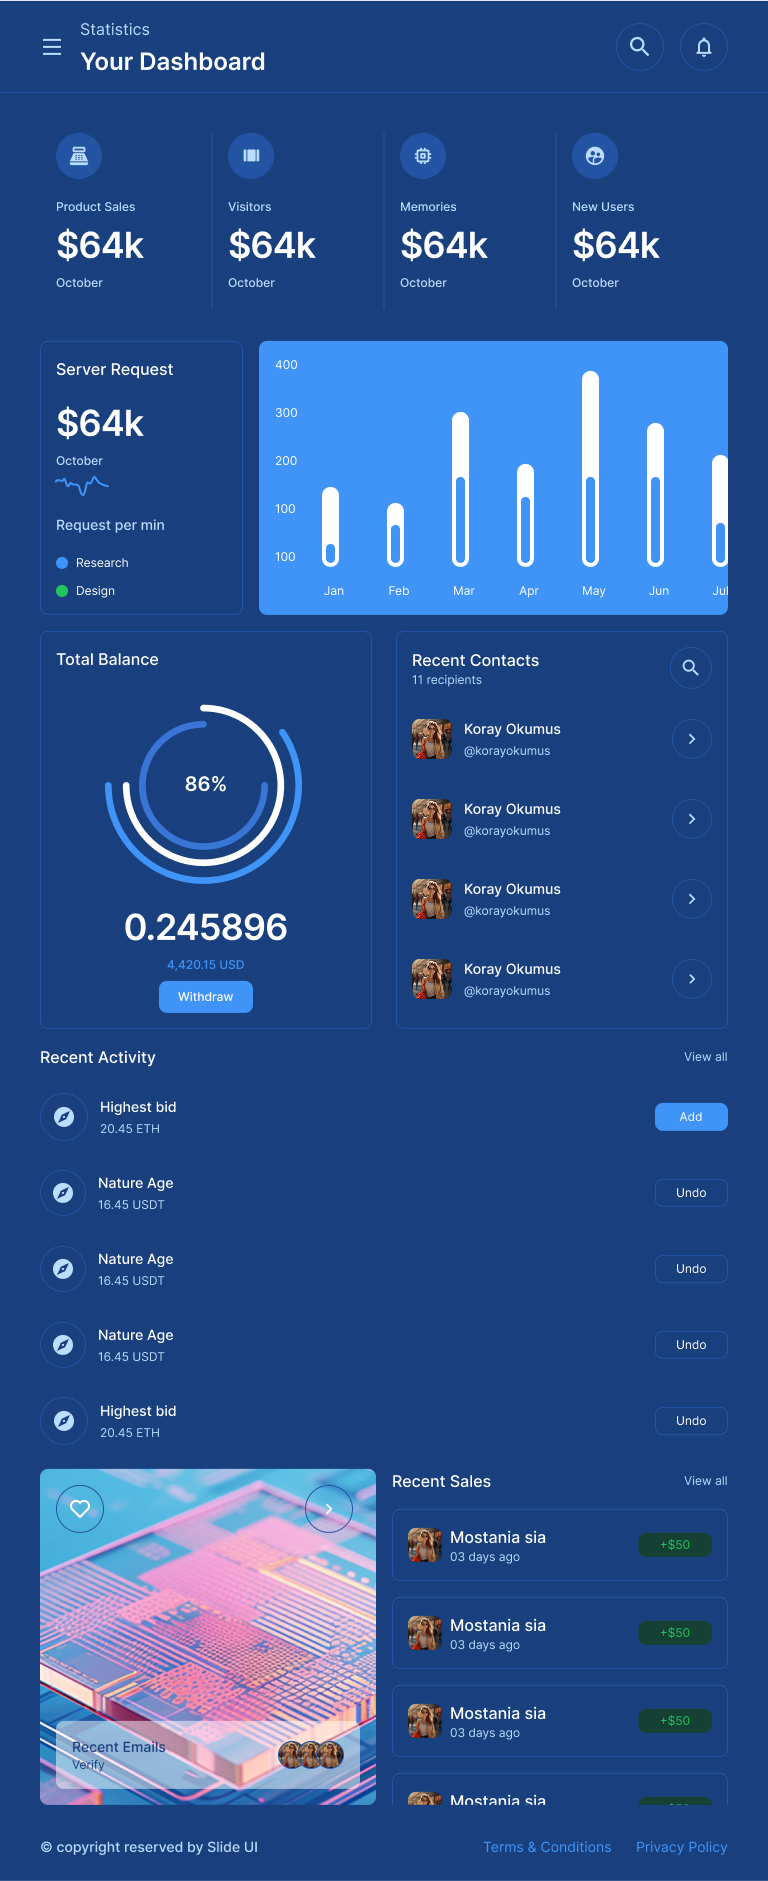 Statistics
Your Dashboard
Product Sales
$64k
October
Visitors
$64k
October
Memories
$64k
October
New Users
$64k
October
Server Request
$64k
October
Request per min
Research
Design
400
300
200
100
100
Jan Feb Mar Apr May Jun Jul
Total Balance
86%
0.245896
4,420.15 USD
Withdraw
Recent Contacts
11 recipients
Koray Okumus
@korayokumus
Koray Okumus
@korayokumus
Koray Okumus
@korayokumus
Koray Okumus
@korayokumus
Recent Activity
View all
Highest bid
20.45 ETH
Add
Nature Age
16.45 USDT
Undo
Nature Age
16.45 USDT
Undo
Nature Age
16.45 USDT
Undo
Highest bid
20.45 ETH
Undo
Recent Emails
Verify
Recent Sales
View all
Mostania sia
03 days ago
+$50
Mostania sia
03 days ago
+$50
Mostania sia
03 days ago
+$50
Mostania sia
© copyright reserved by Slide UI
Terms & Conditions
Privacy Policy